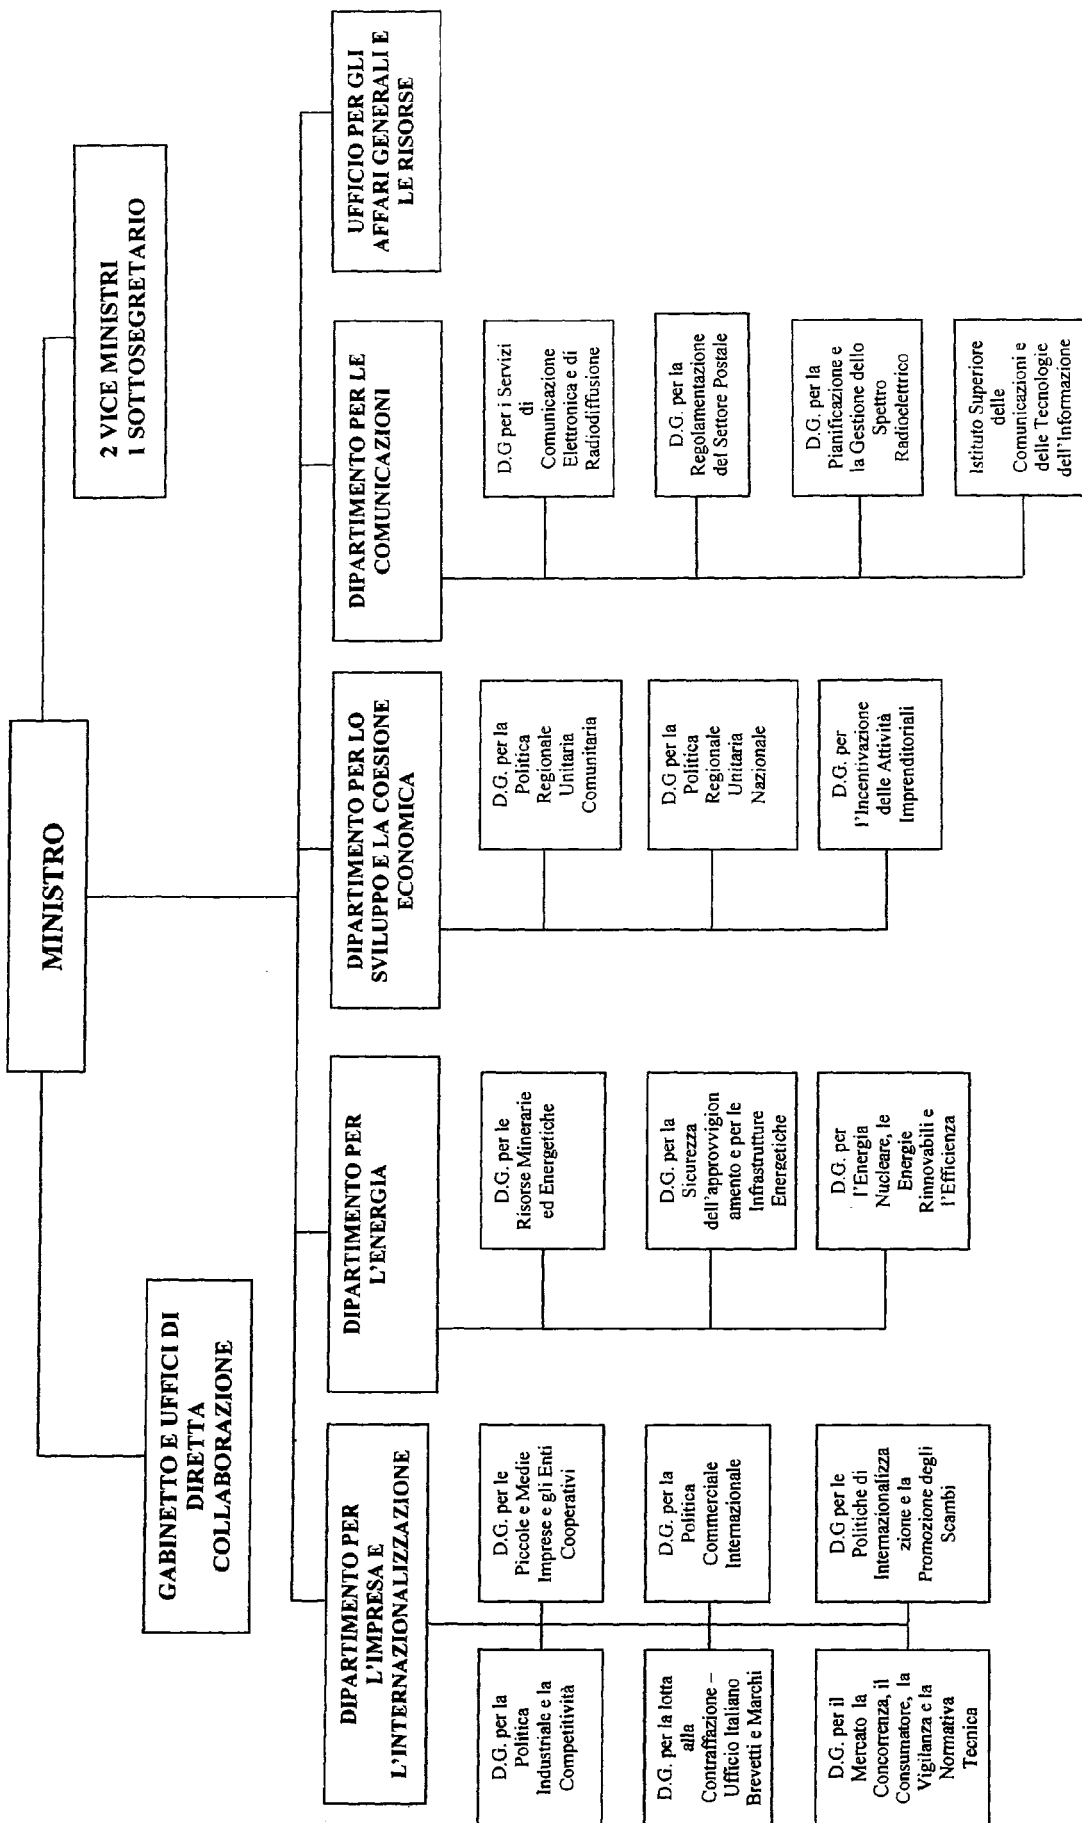 MINISTRO
2 VICE MINISTRI
1 SOTTOSEGRETARIO
GABINETTO E UFFICI DI
DIRETTA
COLLABORAZIONE
DIPARTIMENTO PER
L'IMPRESA E
L'INTERNAZIONALIZZAZIONE
DIPARTIMENTO PER
L'ENERGIA
DIPARTIMENTO PER LO
SVILUPPO E LA COESIONE
ECONOMICA
DIPARTIMENTO PER LE
COMUNICAZIONI
UFFICIO PER GLI
AFFARI GENERALI E
LE RISORSE
D.G. per la
Politica
Industriale e la
Competitività
D.G. per le
Piccole e Medie
Imprese e gli Enti
Cooperativi
D.G. per le
Risorse Minerarie
ed Energetiche
D.G. per la
Politica
Regionale
Unitaria
Comunitaria
D.G per i Servizi
di
Comunicazione
Elettronica e di
Radiodiffusione
D.G. per la lotta
alla
Contraffazione –
Ufficio Italiano
Brevetti e Marchi
D.G. per la
Politica
Commerciale
Internazionale
D.G. per la
Sicurezza
dell'approvvigion
amento e per le
Infrastrutture
Energetiche
D.G per la
Politica
Regionale
Unitaria
Nazionale
D.G. per la
Regolamentazione
del Settore Postale
D.G. per il
Mercato la
Concorrenza, il
Consumatore, la
Vigilanza e la
Normativa
Tecnica
D.G per le
Politiche di
Internazionalizza
zione e la
Promozione degli
Scambi
D.G. per
l'Energia
Nucleare, le
Energie
Rinnovabili e
l'Efficienza
D.G. per
l'Incentivazione
delle Attività
Imprenditoriali
D.G. per la
Pianificazione e
la Gestione dello
Spettro
Radioelettrico
Istituto Superiore
delle
Comunicazioni e
delle Tecnologie
dell'Informazione